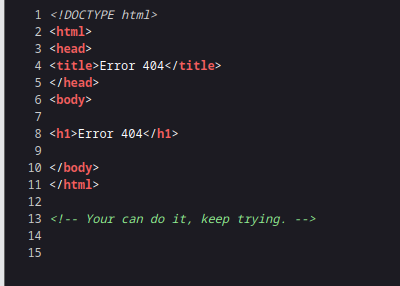 1 <!DOCTYPE html>
2 <html>
3 <head>
4 <title>Error 404</title>
5 </head>
6 <body>
7
8 <h1>Error 404</h1>
9
10 </body>
11 </html>
12
13 <!-- Your can do it, keep trying. -->
14
15